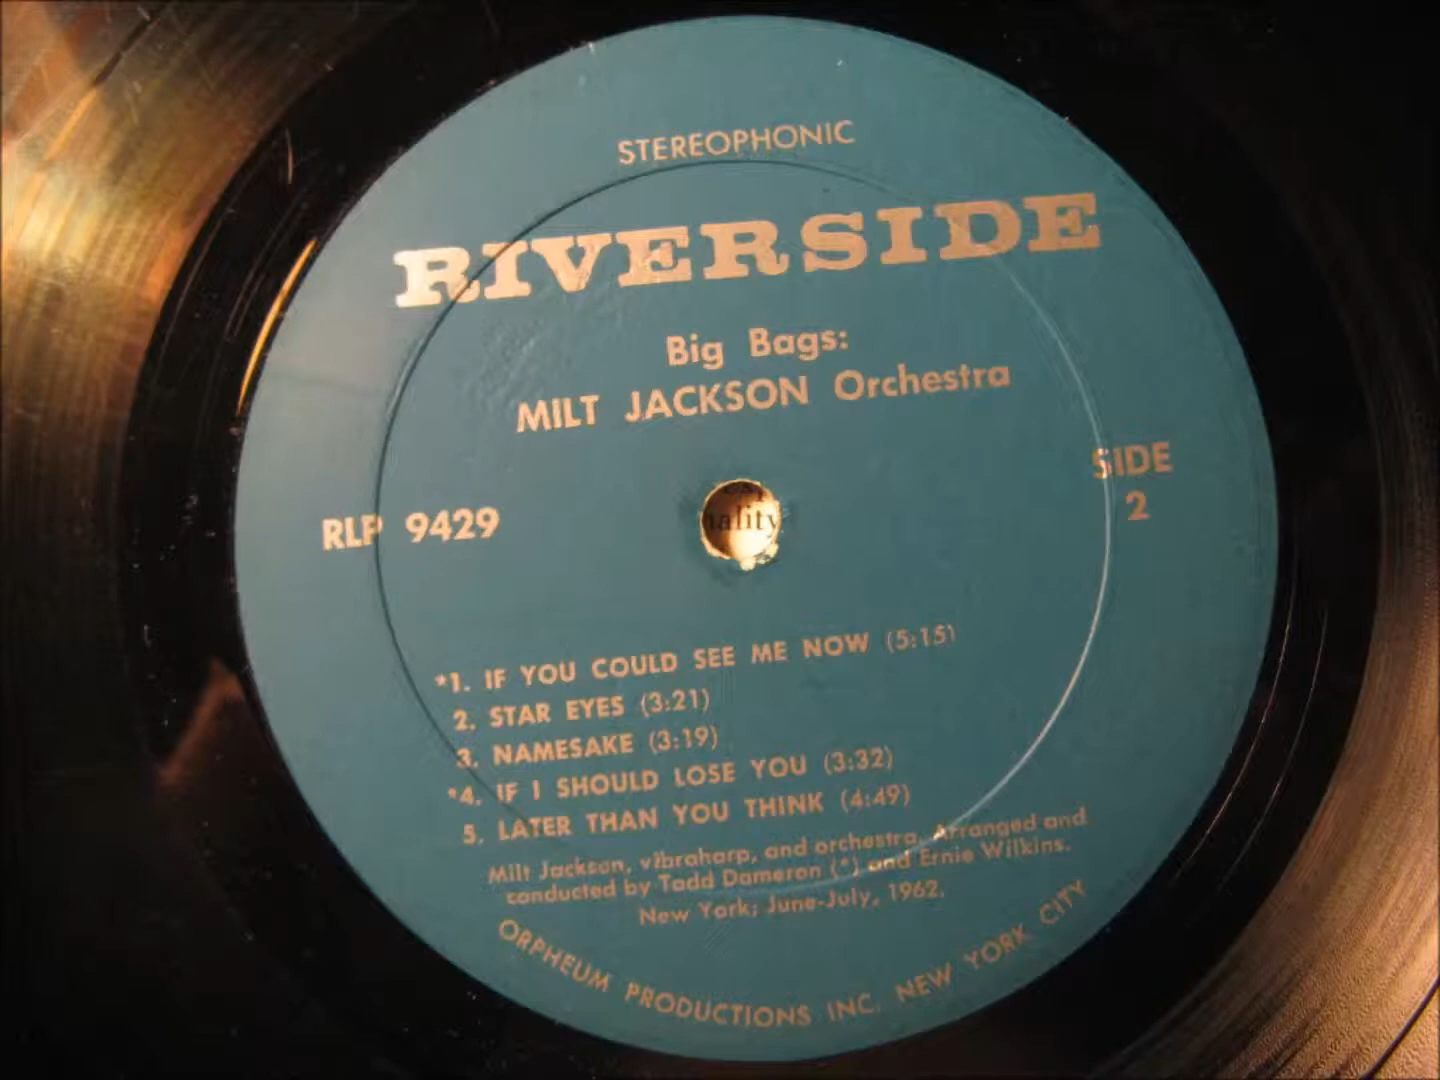 STEREOPHONIC
RIVERSIDE
Big Bags:
MILT JACKSON Orchestra
SIDE
2
RLP 9429
ality
*1. IF YOU COULD SEE ME NOW (5:15)
2. STAR EYES (3:21)
3. NAMESAKE (3:19)
*4. IF I SHOULD LOSE YOU (3:32)
5. LATER THAN YOU THINK (4:49)
Milt Jackson, vibraharp, and orchestra. Arranged and
conducted by Tadd Dameron (*) and Ernie Wilkins.
New York; June-July, 1962.
ORPHEUM PRODUCTIONS INC. NEW YORK CITY